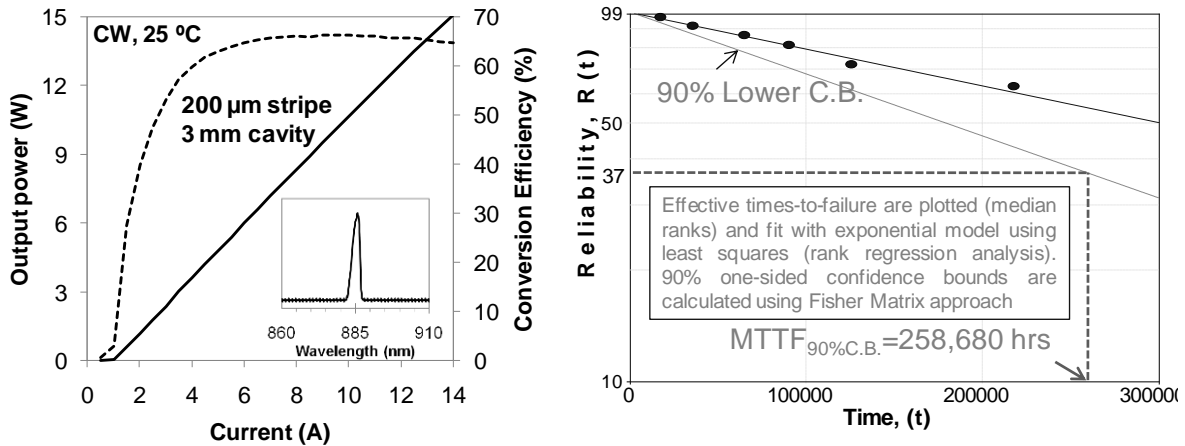 15
12
9
6
3
0
Output power (W)
CW, 25 ºC
200 µm stripe
3 mm cavity
860 885 910
Wavelength (nm)
0 2 4 6 8 10 12 14
Current (A)
70
60
50
40
30
20
10
0
Conversion Efficiency (%)
99
50
37
10
Reliability, R(t)
90% Lower C.B.
Effective times-to-failure are plotted (median
ranks) and fit with exponential model using
least squares (rank regression analysis).
90% one-sided confidence bounds are
calculated using Fisher Matrix approach
MTTF90%C.B.=258,680 hrs
0 100000 200000 300000
Time, (t)